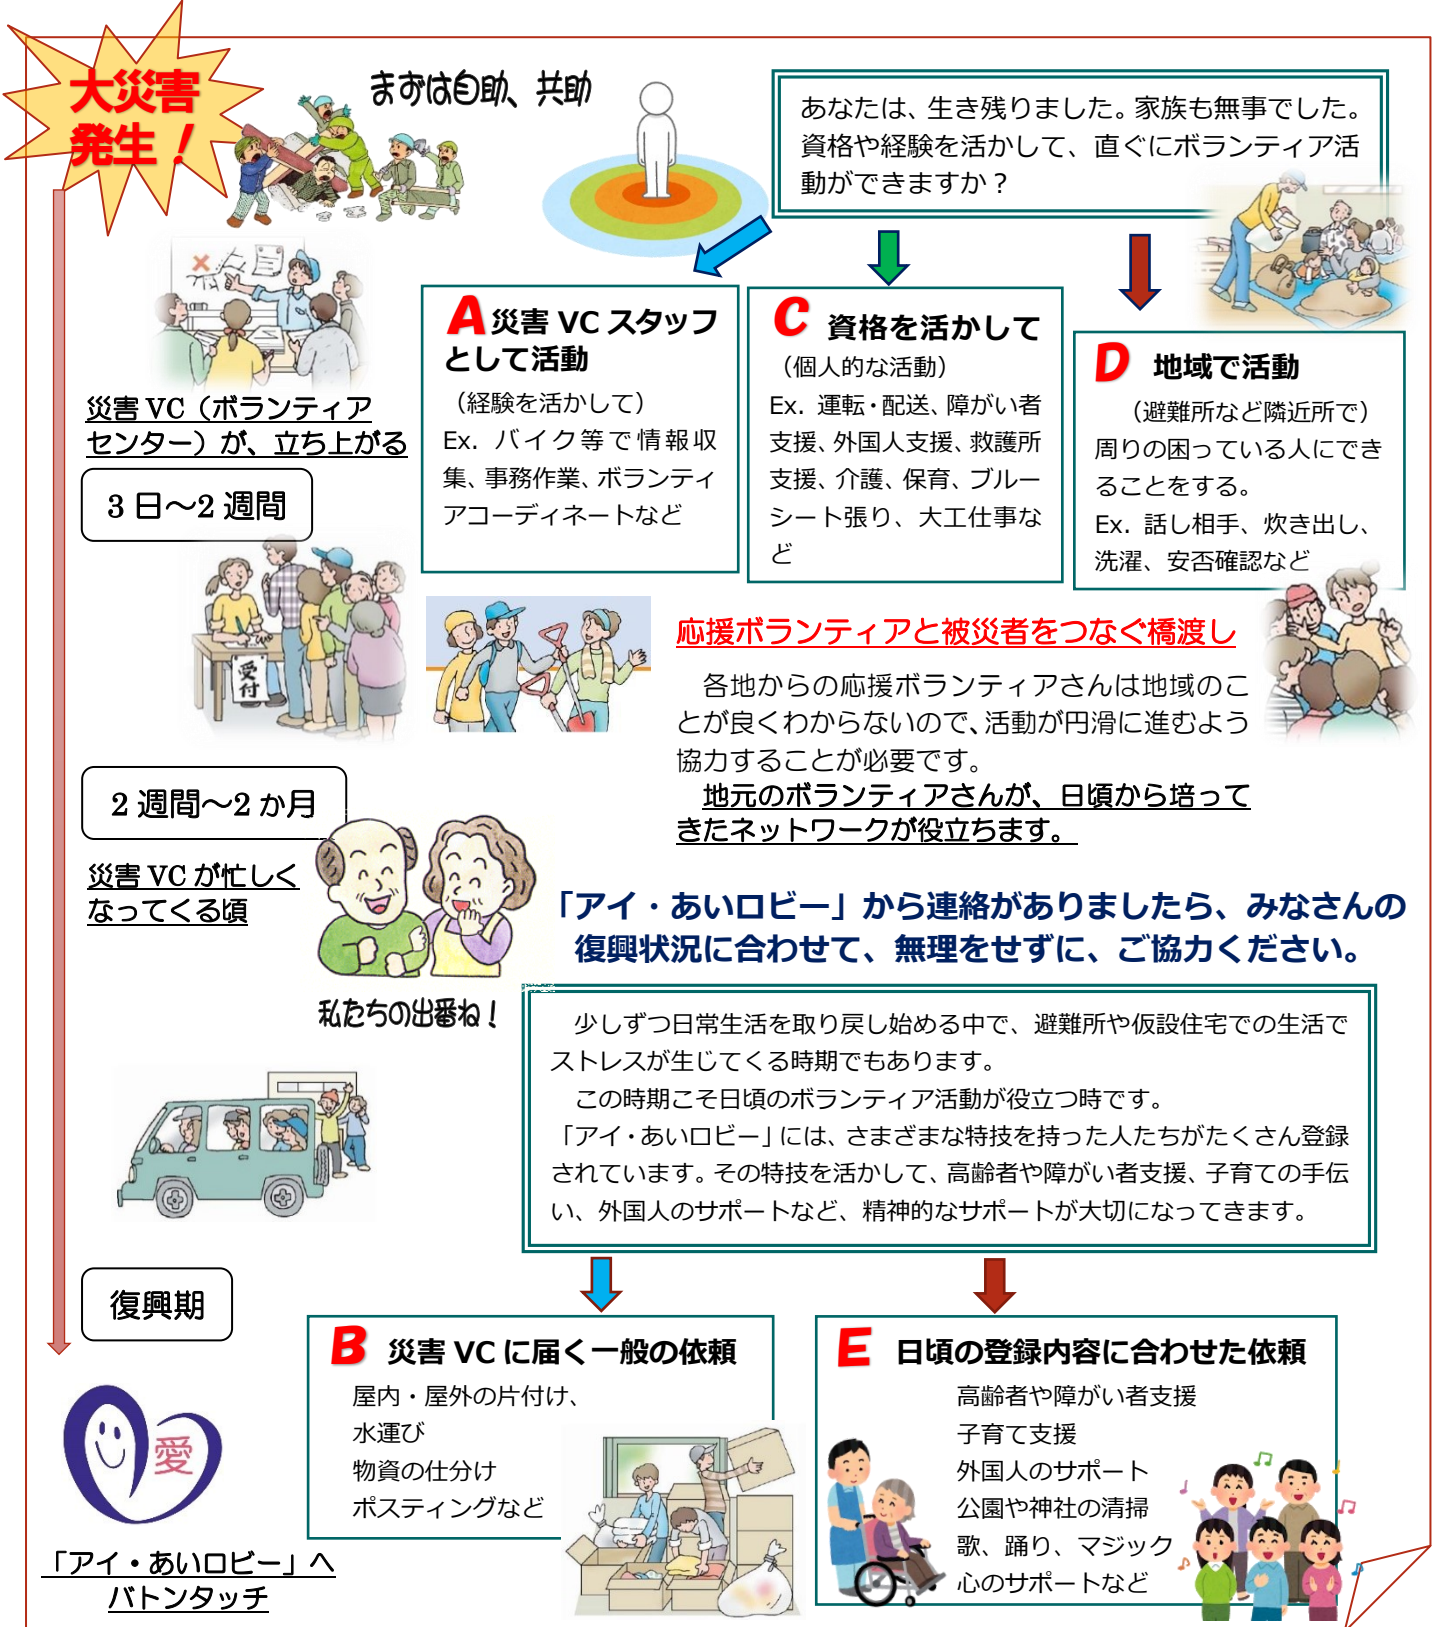 大災害
発生！
まずは自助、共助
あなたは、生き残りました。家族も無事でした。
資格や経験を活かして、直ぐにボランティア活
動ができますか？
A 災害 VC スタッフ
として活動
（経験を活かして）
Ex. バイク等で情報収
集、事務作業、ボランティ
アコーディネートなど
C 資格を活かして
（個人的な活動）
Ex. 運転・配送、障がい者
支援、外国人支援、救護所
支援、介護、保育、ブルー
シート張り、大工仕事な
ど
D 地域で活動
（避難所など隣近所で）
周りの困っている人にでき
ることをする。
Ex. 話し相手、炊き出し、
洗濯、安否確認など
災害 VC（ボランティア
センター）が、立ち上がる
3 日～2 週間
受付
応援ボランティアと被災者をつなぐ橋渡し
各地からの応援ボランティアさんは地域のこ
とが良くわからないので、活動が円滑に進むよう
協力することが必要です。
地元のボランティアさんが、日頃から培って
きたネットワークが役立ちます。
2 週間～2 か月
災害 VC が忙しく
なってくる頃
私たちの出番ね！
「アイ・あいロビー」から連絡がありましたら、みなさんの
復興状況に合わせて、無理をせずに、ご協力ください。
少しずつ日常生活を取り戻し始める中で、避難所や仮設住宅での生活で
ストレスが生じてくる時期でもあります。
この時期こそ日頃のボランティア活動が役立つ時です。
「アイ・あいロビー」には、さまざまな特技を持った人たちがたくさん登録
されています。その特技を活かして、高齢者や障がい者支援、子育ての手伝
い、外国人のサポートなど、精神的なサポートが大切になってきます。
復興期
B 災害 VC に届く一般の依頼
屋内・屋外の片付け、
水運び
物資の仕分け
ポスティングなど
E 日頃の登録内容に合わせた依頼
高齢者や障がい者支援
子育て支援
外国人のサポート
公園や神社の清掃
歌、踊り、マジック
心のサポートなど
愛
「アイ・あいロビー」へ
バトンタッチ